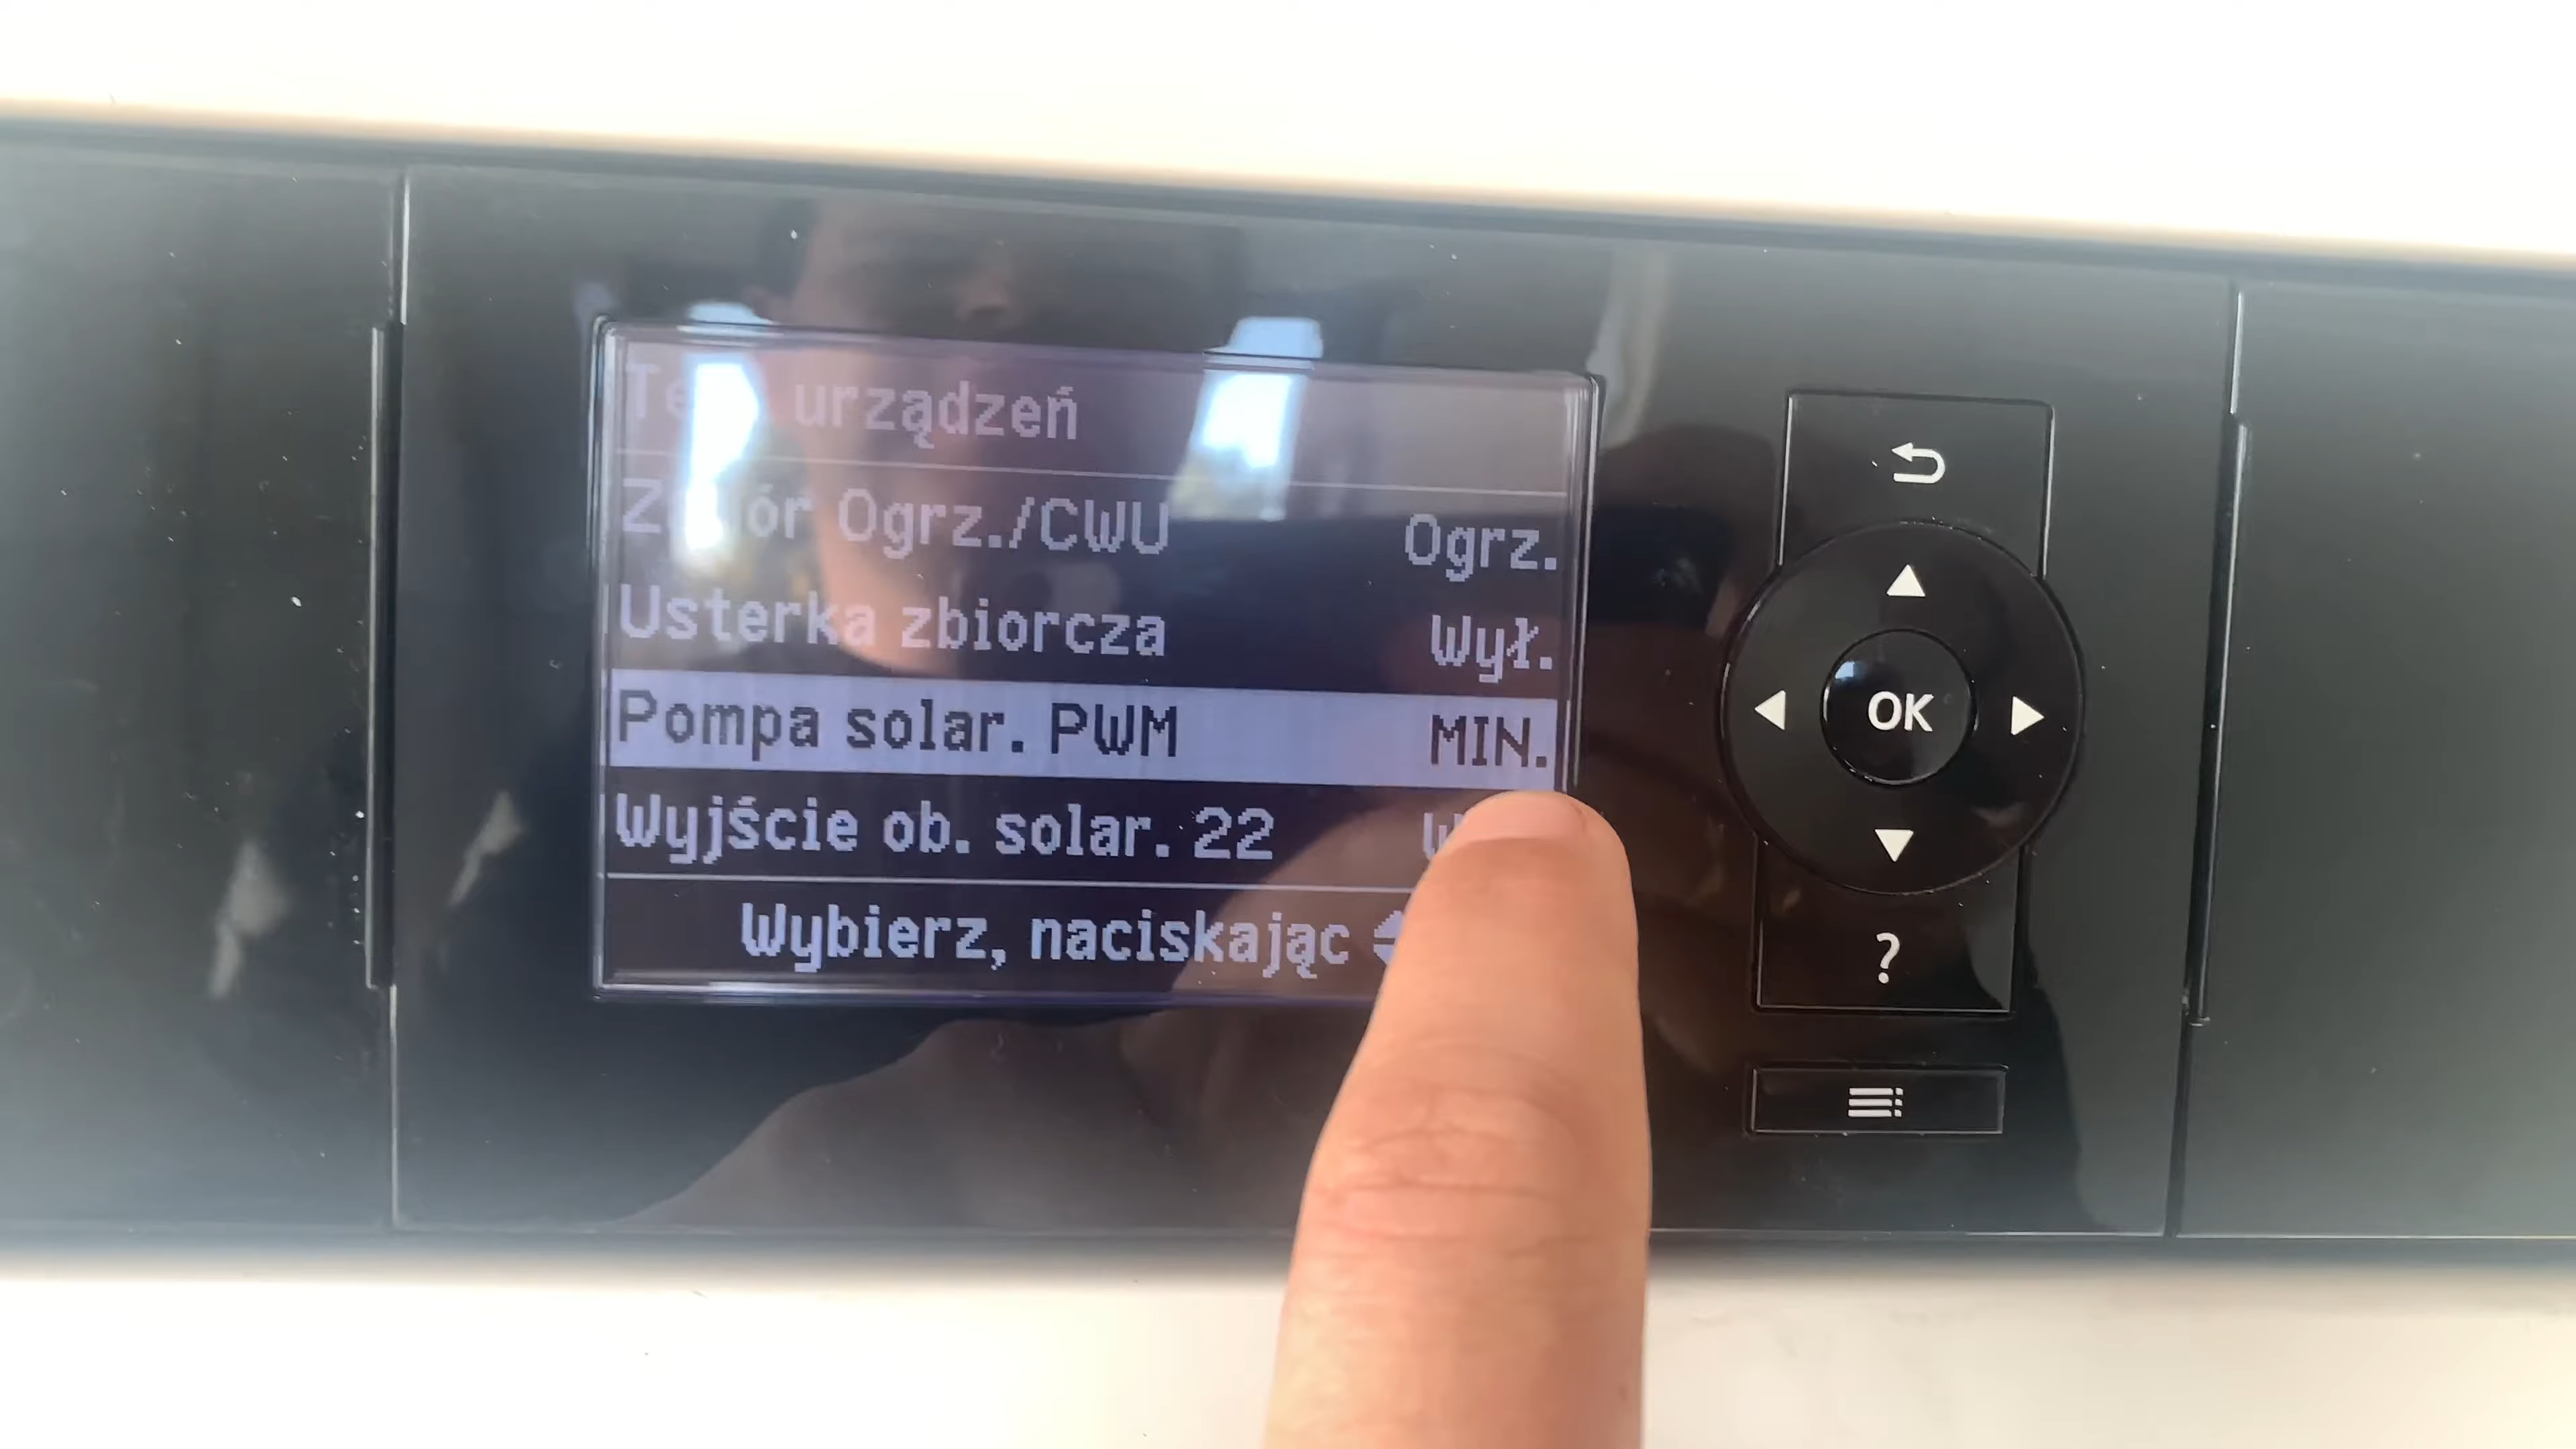 urządzeń
Ogrz./CWU Ogrz.
Usterka zbiorcza Wył.
Pompa solar. PWM MIN.
Wyjście ob. solar. 22
Wybierz, naciskając
OK
?